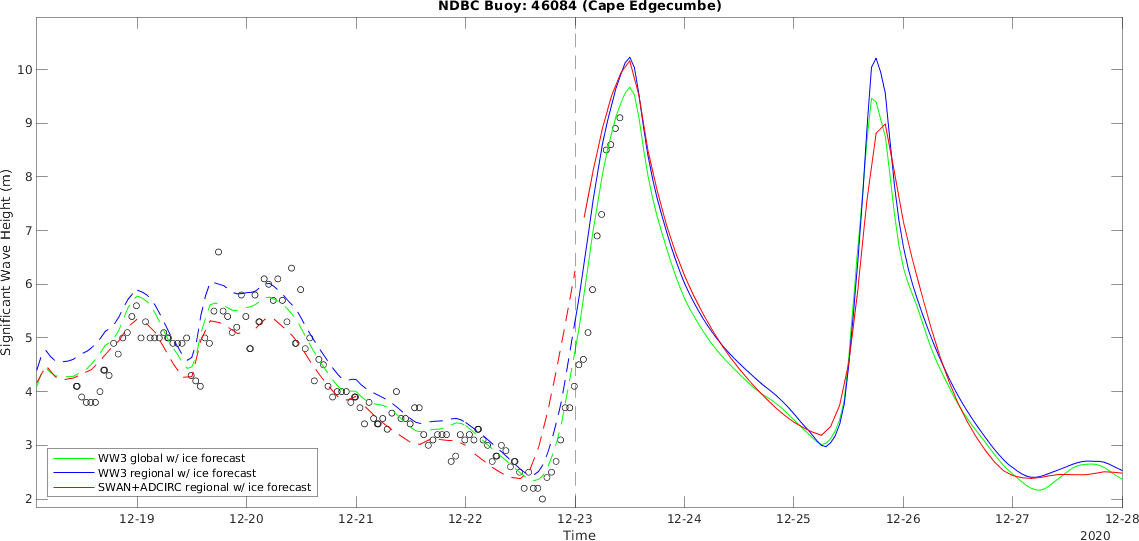 NDBC Buoy: 46084 (Cape Edgecumbe)
Significant Wave Height (m)
10
9
8
7
6
5
4
3
2
WW3 global w/ ice forecast
WW3 regional w/ ice forecast
SWAN+ADCIRC regional w/ ice forecast
12-19 12-20 12-21 12-22 12-23 12-24 12-25 12-26 12-27 12-28
Time
2020